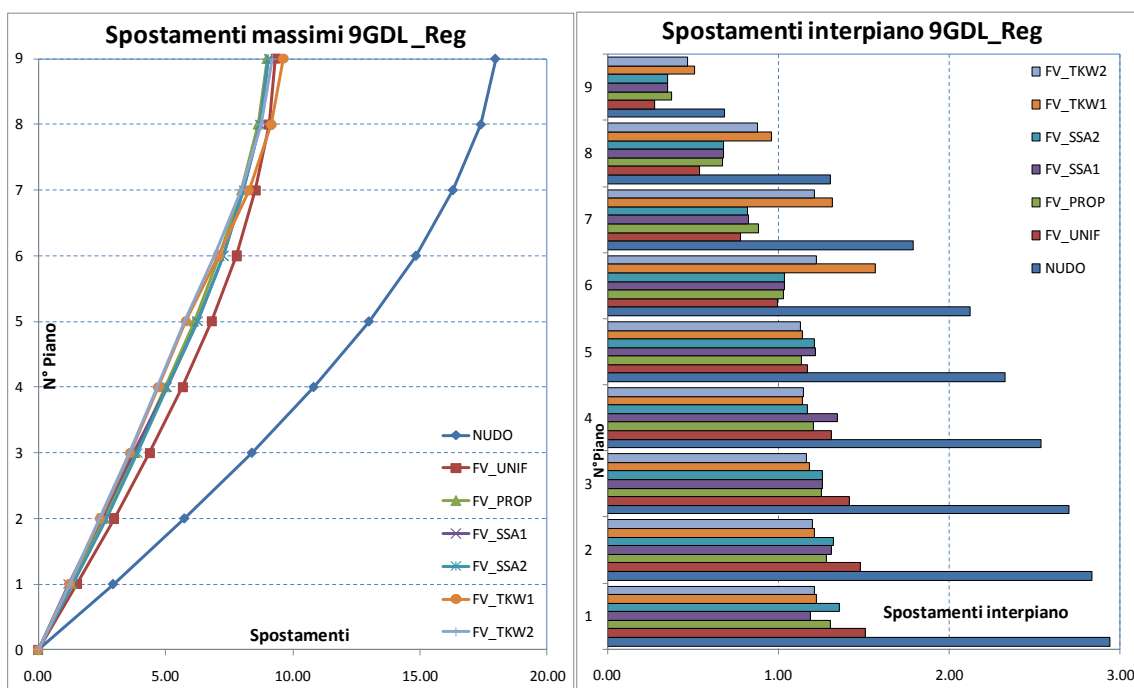 Spostamenti massimi 9GDL_Reg
9
8
7
6
5
4
3
2
1
0
N° Piano
NUDO
FV_UNIF
FV_PROP
FV_SSA1
FV_SSA2
FV_TKW1
FV_TKW2
Spostamenti
0.00 5.00 10.00 15.00 20.00
Spostamenti interpiano 9GDL_Reg
9
8
7
6
5
4
3
2
1
N°Piano
FV_TKW2
FV_TKW1
FV_SSA2
FV_SSA1
FV_PROP
FV_UNIF
NUDO
Spostamenti interpiano
0.00 1.00 2.00 3.00